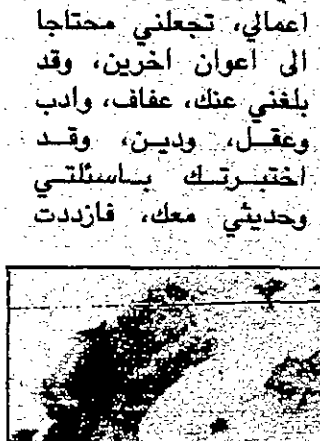 اعمالي، تجعلني محتاجا
الى اعوان اخرين، وقد
بلغني عنك، عفاف، وادب
وعقل، ودين، وقد
اختبرتك باسئلتي
وحديثي معك، فازددت